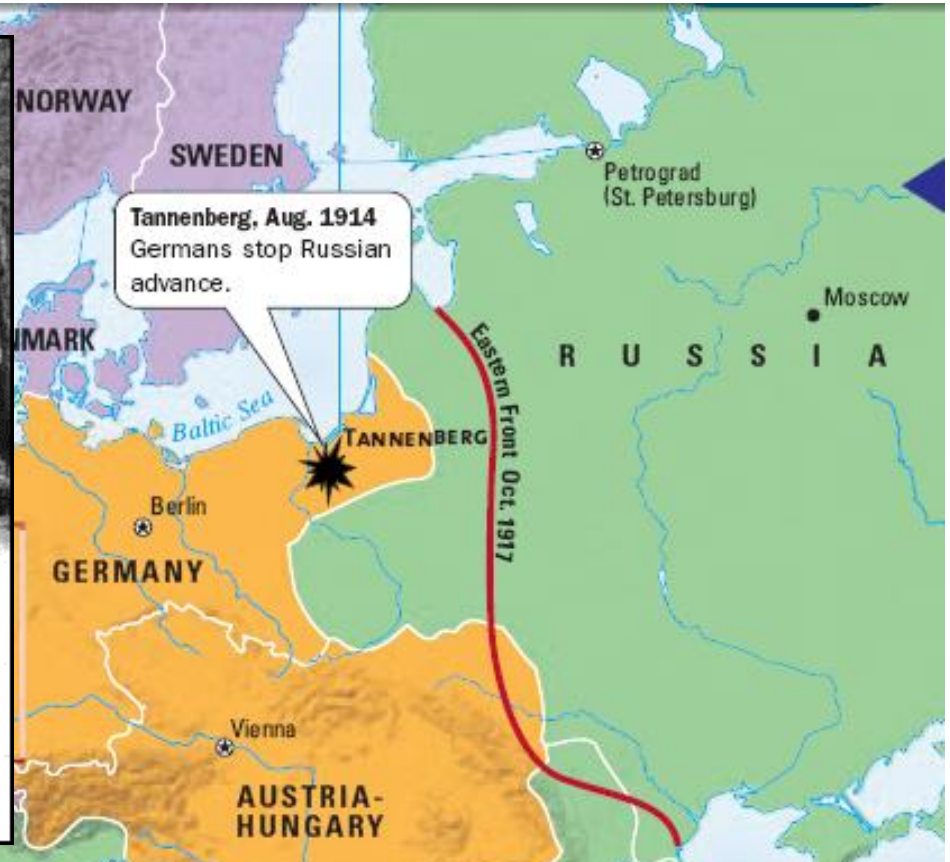 NORWAY
SWEDEN
Petrograd
(St. Petersburg)
Tannenberg, Aug. 1914
Germans stop Russian
advance.
Moscow
RUSSIA
NMARK
Eastern Front Oct. 1917
Baltic Sea
TANNENBERG
Berlin
GERMANY
Vienna
AUSTRIA-
HUNGARY